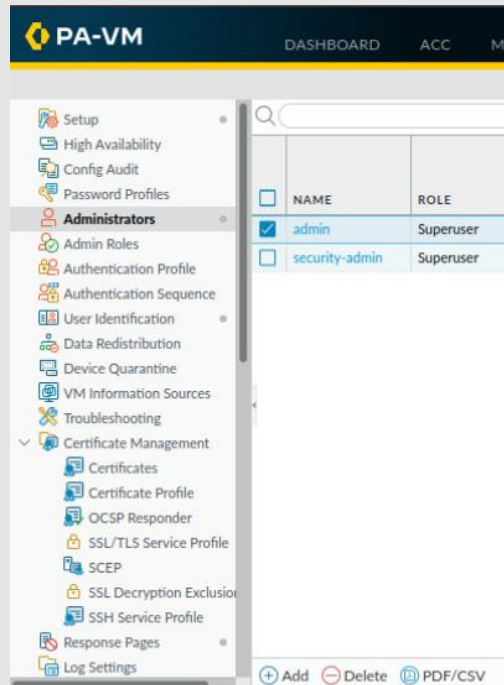 PA-VM
DASHBOARD ACC M
Setup
High Availability
Config Audit
Password Profiles
Administrators
Admin Roles
Authentication Profile
Authentication Sequence
User Identification
Data Redistribution
Device Quarantine
VM Information Sources
Troubleshooting
Certificate Management
Certificates
Certificate Profile
OCSP Responder
SSL/TLS Service Profile
SCEP
SSL Decryption Exclusio
SSH Service Profile
Response Pages
Log Settings
NAME ROLE
admin Superuser
security-admin Superuser
Add Delete PDF/CSV